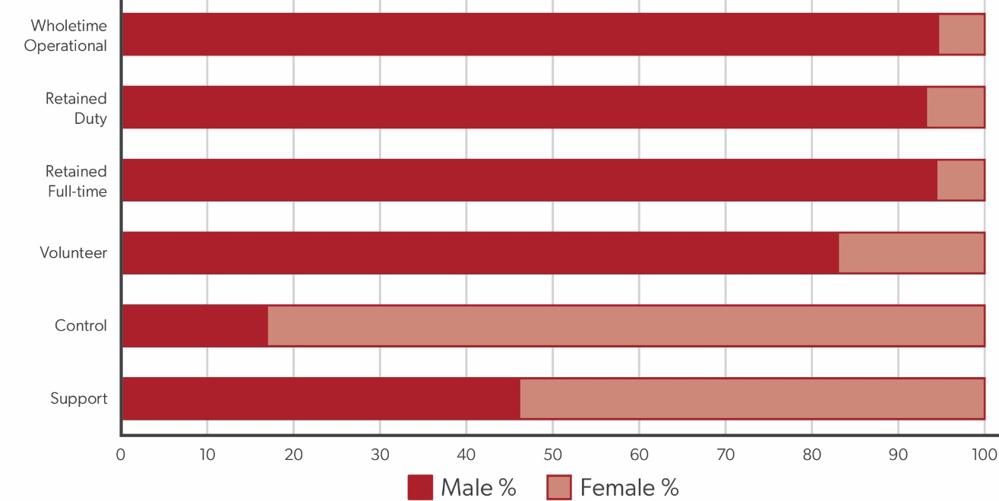 Wholetime
Operational
Retained
Duty
Retained
Full-time
Volunteer
Control
Support
0 10 20 30 40 50 60 70 80 90 100
Male % Female %